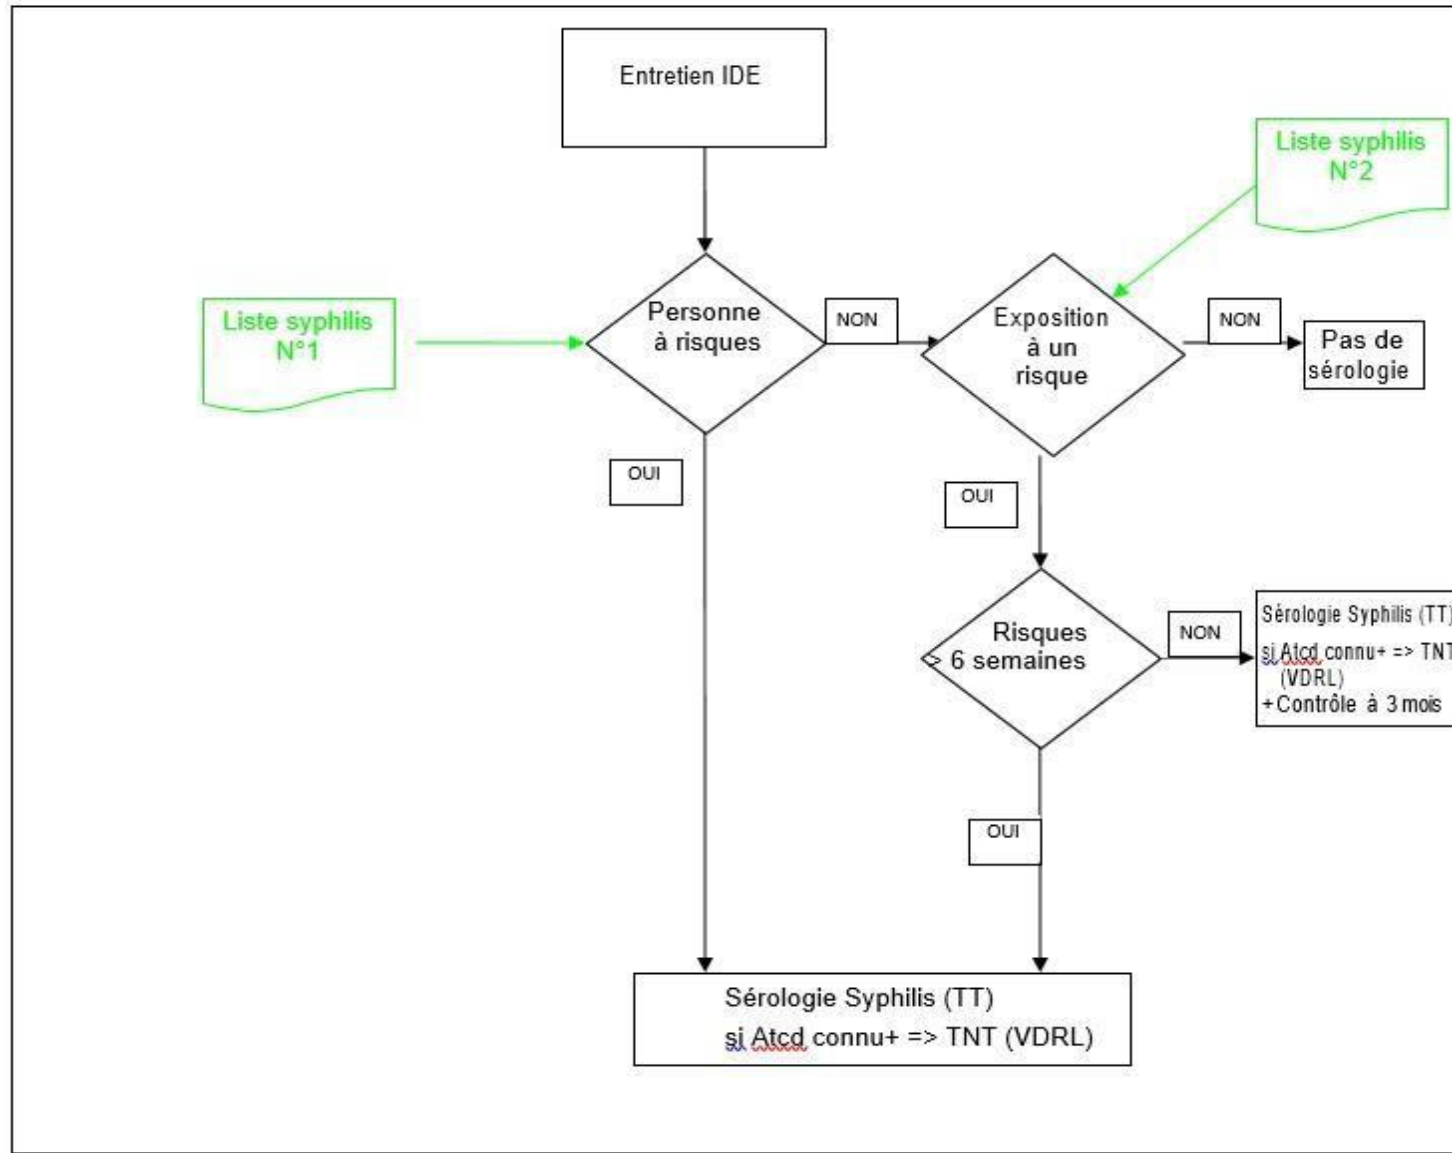 Entretien IDE
Liste syphilis
N°2
Liste syphilis
N°1
Personne
à risques
NON
Exposition
à un
risque
NON
Pas de
sérologie
OUI
OUI
Risques
> 6 semaines
NON
Sérologie Syphilis (TT)
si Atcd connu+ => TNT
(VDRL)
+Contrôle à 3 mois
OUI
Sérologie Syphilis (TT)
si Atcd connu+ => TNT (VDRL)